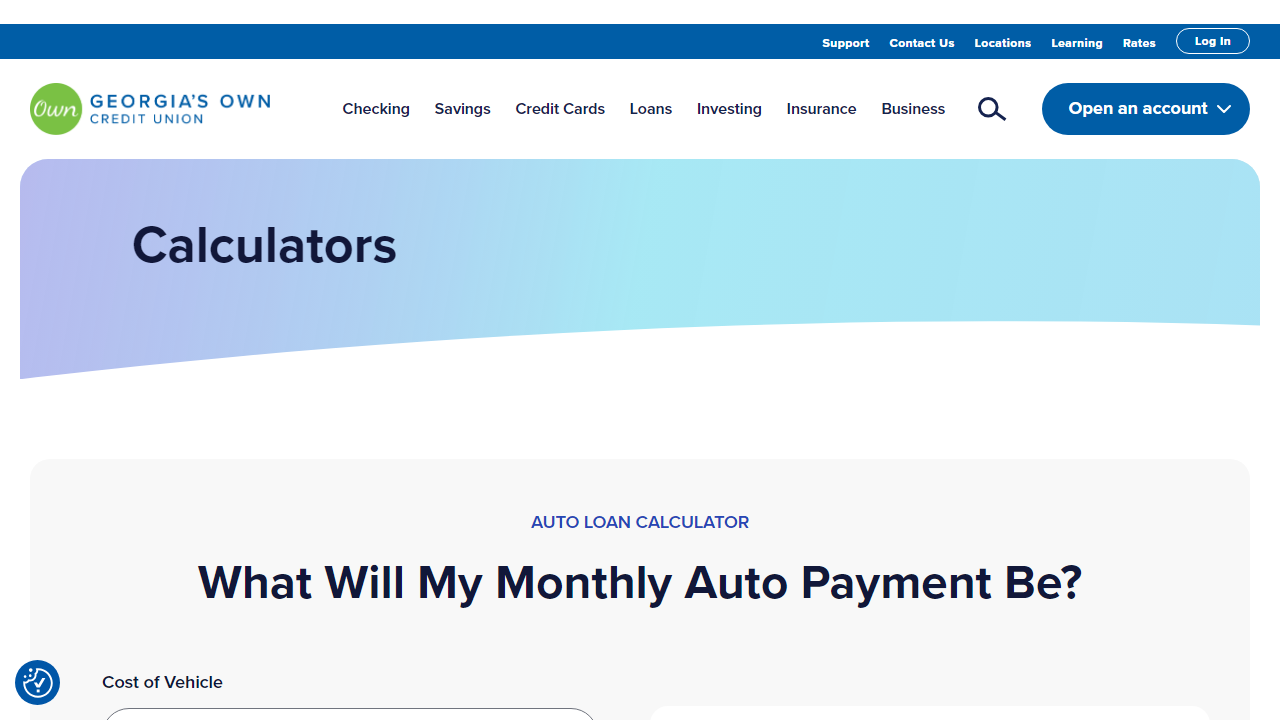 Support Contact Us Locations Learning Rates Log In
Own GEORGIA'S OWN
CREDIT UNION
Checking Savings Credit Cards Loans Investing Insurance Business Open an account
Calculators
AUTO LOAN CALCULATOR
What Will My Monthly Auto Payment Be?
Cost of Vehicle